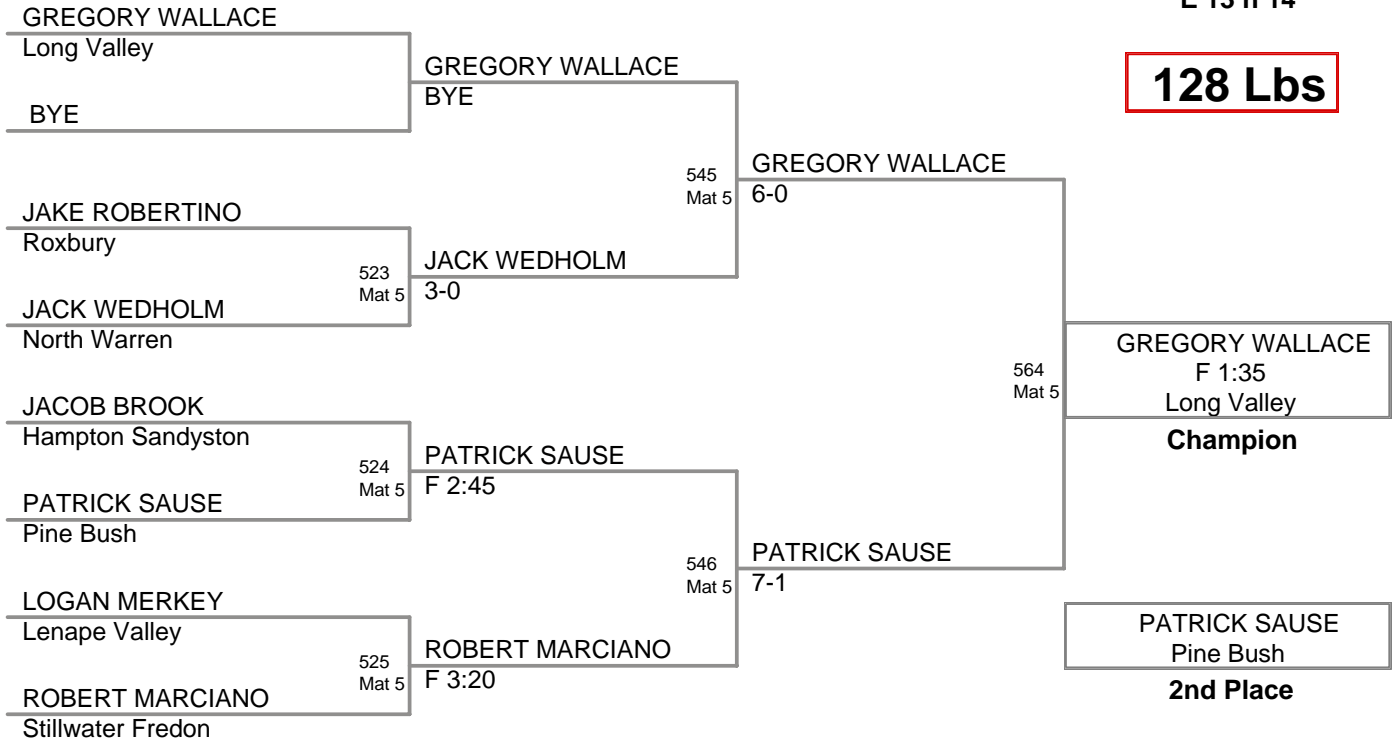 GREGORY WALLACE
Long Valley
BYE
JAKE ROBERTINO
Roxbury
JACK WEDHOLM
North Warren
JACOB BROOK
Hampton Sandyston
PATRICK SAUSE
Pine Bush
LOGAN MERKEY
Lenape Valley
ROBERT MARCIANO
Stillwater Fredon
523
Mat 5
524
Mat 5
525
Mat 5
GREGORY WALLACE
BYE
JACK WEDHOLM
3-0
PATRICK SAUSE
F 2:45
ROBERT MARCIANO
F 3:20
545
Mat 5
546
Mat 5
GREGORY WALLACE
6-0
PATRICK SAUSE
7-1
564
Mat 5
128 Lbs
GREGORY WALLACE
F 1:35
Long Valley
Champion
PATRICK SAUSE
Pine Bush
2nd Place